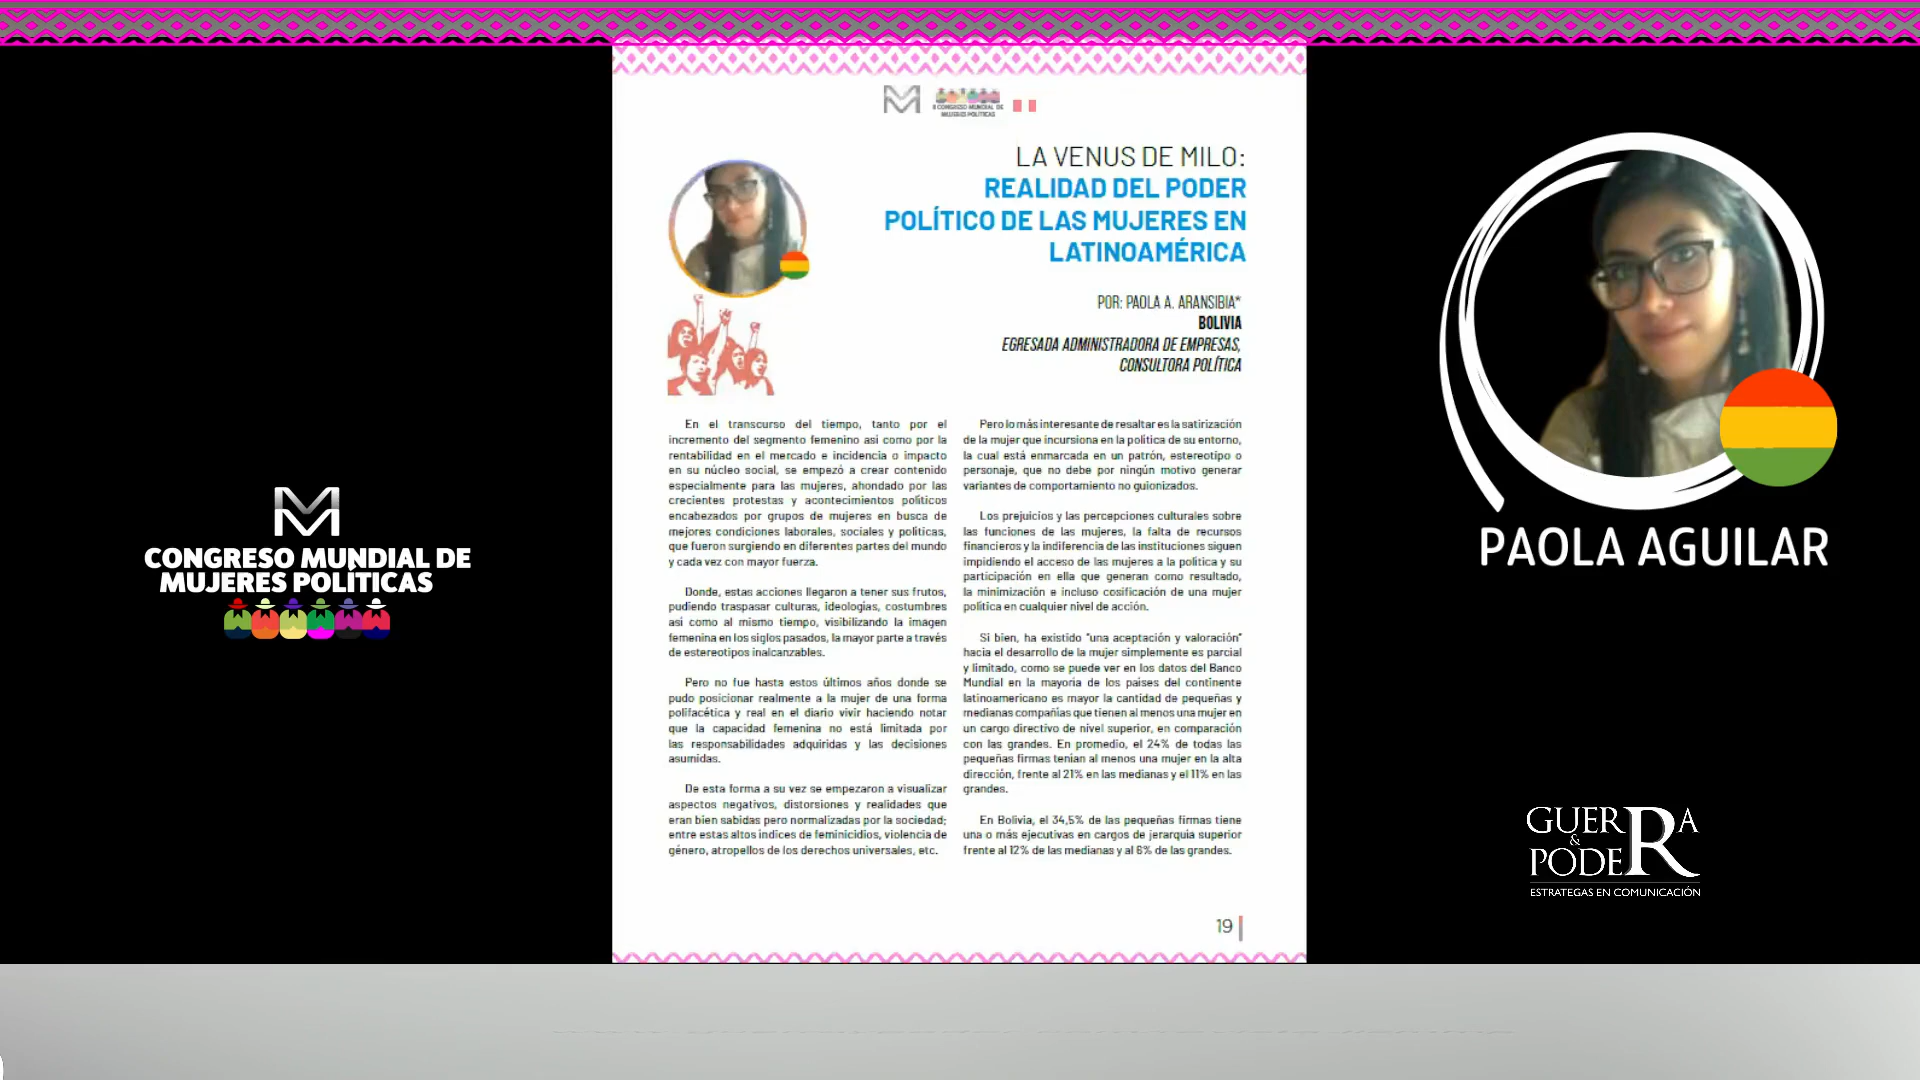 II CONGRESO MUNDIAL DE
MUJERES POLÍTICAS
LA VENUS DE MILO:
REALIDAD DEL PODER
POLÍTICO DE LAS MUJERES EN
LATINOAMÉRICA
POR: PAOLA A. ARANSIBIA*
BOLIVIA
EGRESADA ADMINISTRADORA DE EMPRESAS,
CONSULTORA POLÍTICA
En el transcurso del tiempo, tanto por el
incremento del segmento femenino así como por la
rentabilidad en el mercado e incidencia o impacto
en su núcleo social, se empezó a crear contenido
especialmente para las mujeres, ahondado por las
crecientes protestas y acontecimientos políticos
encabezados por grupos de mujeres en busca de
mejores condiciones laborales, sociales y políticas,
que fueron surgiendo en diferentes partes del mundo
y cada vez con mayor fuerza.
Donde, estas acciones llegaron a tener sus frutos,
pudiendo traspasar culturas, ideologías, costumbres
así como al mismo tiempo, visibilizando la imagen
femenina en los siglos pasados, la mayor parte a través
de estereotipos inalcanzables.
Pero no fue hasta estos últimos años donde se
pudo posicionar realmente a la mujer de una forma
polifacética y real en el diario vivir haciendo notar
que la capacidad femenina no está limitada por
las responsabilidades adquiridas y las decisiones
asumidas.
De esta forma a su vez se empezaron a visualizar
aspectos negativos, distorsiones y realidades que
eran bien sabidas pero normalizadas por la sociedad;
entre estas altos índices de feminicidios, violencia de
género, atropellos de los derechos universales, etc.
Pero lo más interesante de resaltar es la satirización
de la mujer que incursiona en la política de su entorno,
la cual está enmarcada en un patrón, estereotipo o
personaje, que no debe por ningún motivo generar
variantes de comportamiento no guionizados.
Los prejuicios y las percepciones culturales sobre
las funciones de las mujeres, la falta de recursos
financieros y la indiferencia de las instituciones siguen
impidiendo el acceso de las mujeres a la política y su
participación en ella que generan como resultado,
la minimización e incluso cosificación de una mujer
política en cualquier nivel de acción.
Si bien, ha existido "una aceptación y valoración"
hacia el desarrollo de la mujer simplemente es parcial
y limitado, como se puede ver en los datos del Banco
Mundial en la mayoría de los países del continente
latinoamericano es mayor la cantidad de pequeñas y
medianas compañías que tienen al menos una mujer en
un cargo directivo de nivel superior, en comparación
con las grandes. En promedio, el 24% de todas las
pequeñas firmas tenían al menos una mujer en la alta
dirección, frente al 21% en las medianas y el 11% en las
grandes.
En Bolivia, el 34,5% de las pequeñas firmas tiene
una o más ejecutivas en cargos de jerarquía superior
frente al 12% de las medianas y al 6% de las grandes.
19
CONGRESO MUNDIAL DE
MUJERES POLÍTICAS
PAOLA AGUILAR
GUERRA
&
PODER
ESTRATEGAS EN COMUNICACIÓN